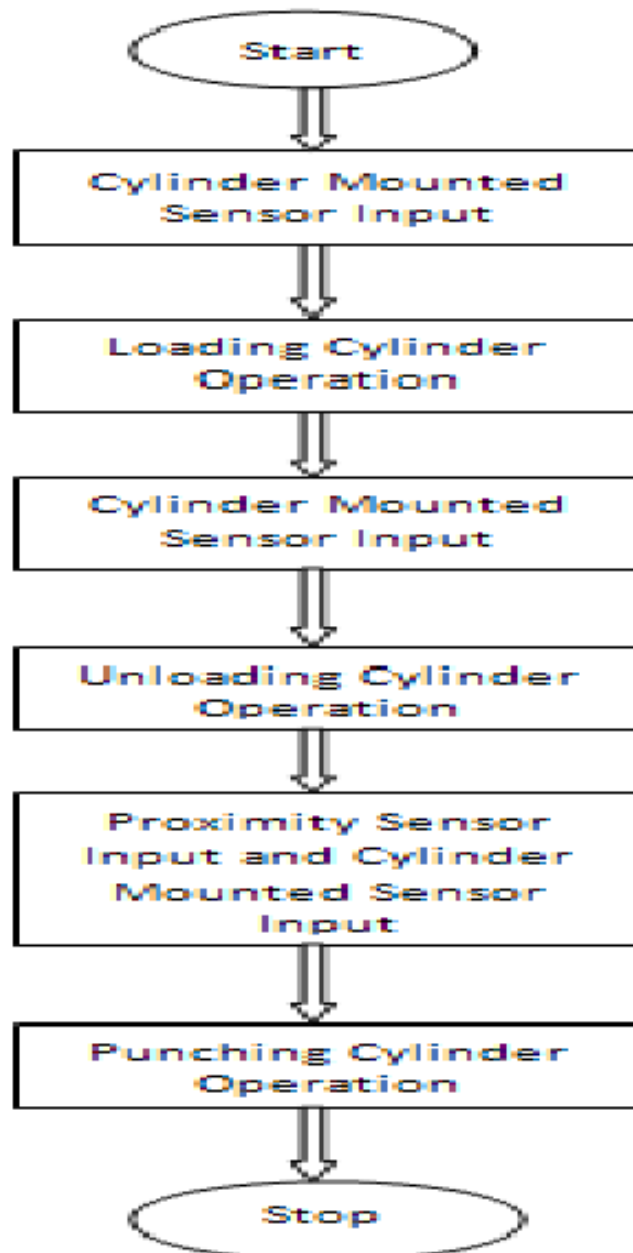 Start
Cylinder Mounted
Sensor Input
Loading Cylinder
Operation
Cylinder Mounted
Sensor Input
Unloading Cylinder
Operation
Proximity Sensor
Input and Cylinder
Mounted Sensor
Input
Punching Cylinder
Operation
Stop